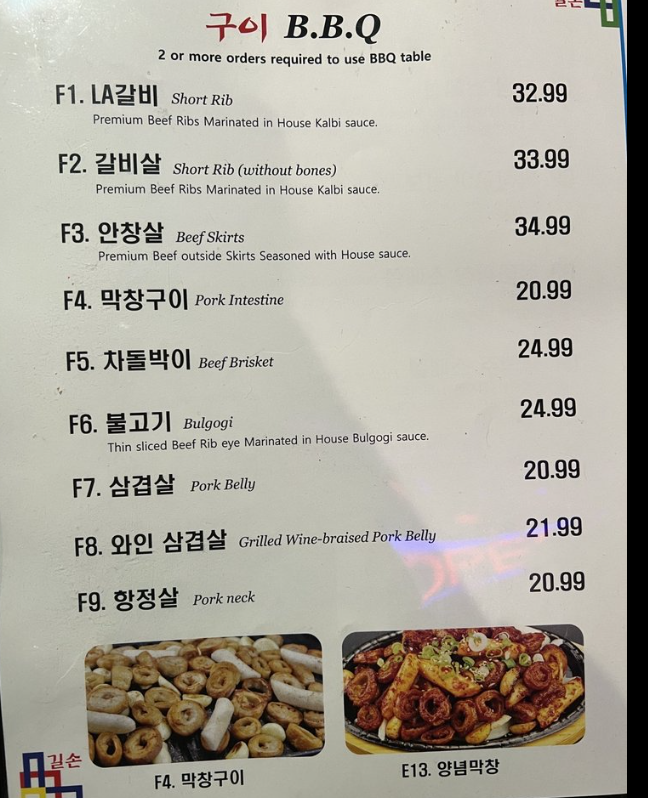 길손
구이 B.B.Q
2 or more orders required to use BBQ table
F1. LA갈비 Short Rib 32.99
Premium Beef Ribs Marinated in House Kalbi sauce.
F2. 갈비살 Short Rib (without bones) 33.99
Premium Beef Ribs Marinated in House Kalbi sauce.
F3. 안창살 Beef Skirts 34.99
Premium Beef outside Skirts Seasoned with House sauce.
F4. 막창구이 Pork Intestine 20.99
F5. 차돌박이 Beef Brisket 24.99
F6. 불고기 Bulgogi 24.99
Thin sliced Beef Rib eye Marinated in House Bulgogi sauce.
F7. 삼겹살 Pork Belly 20.99
F8. 와인 삼겹살 Grilled Wine-braised Pork Belly 21.99
F9. 항정살 Pork neck 20.99
길손
F4. 막창구이
E13. 양념막창